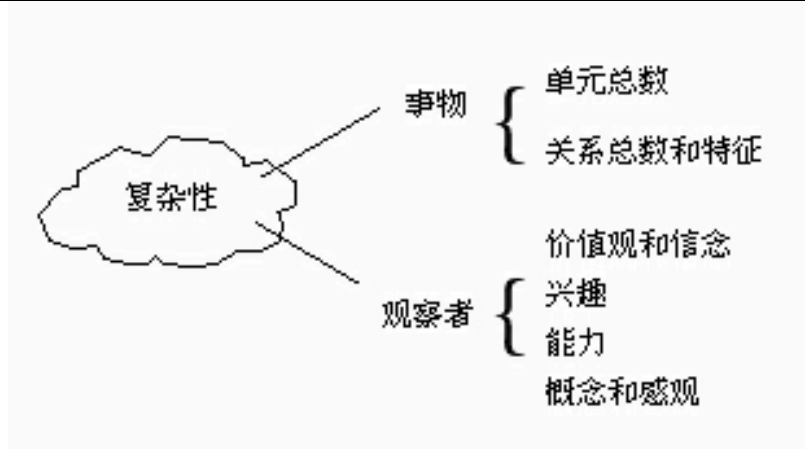 事物
单元总数
关系总数和特征
复杂性
观察者
价值观和信念
兴趣
能力
概念和感观